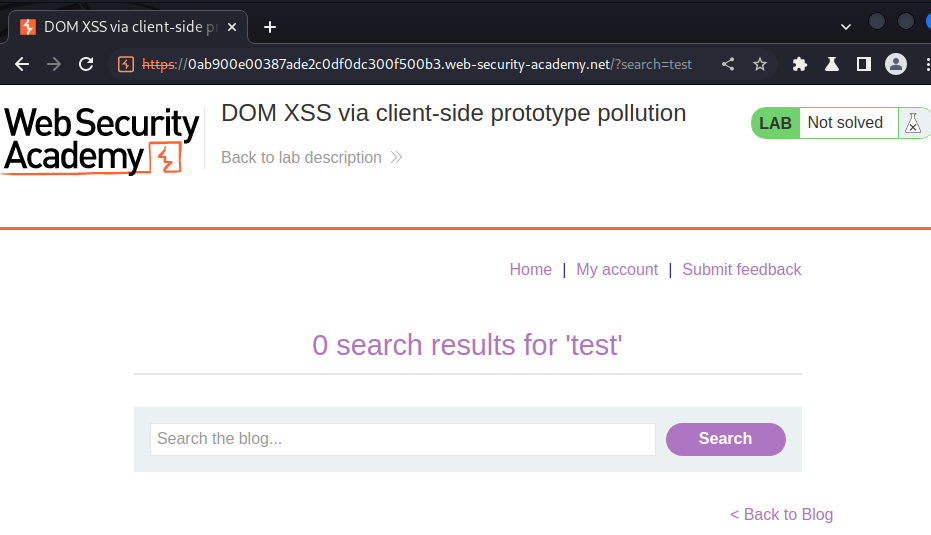 DOM XSS via client-side pr
https://0ab900e00387ade2c0df0dc300f500b3.web-security-academy.net/?search=test
Web Security
Academy
DOM XSS via client-side prototype pollution
Back to lab description
LAB Not solved
Home | My account | Submit feedback
0 search results for 'test'
Search the blog... Search
< Back to Blog